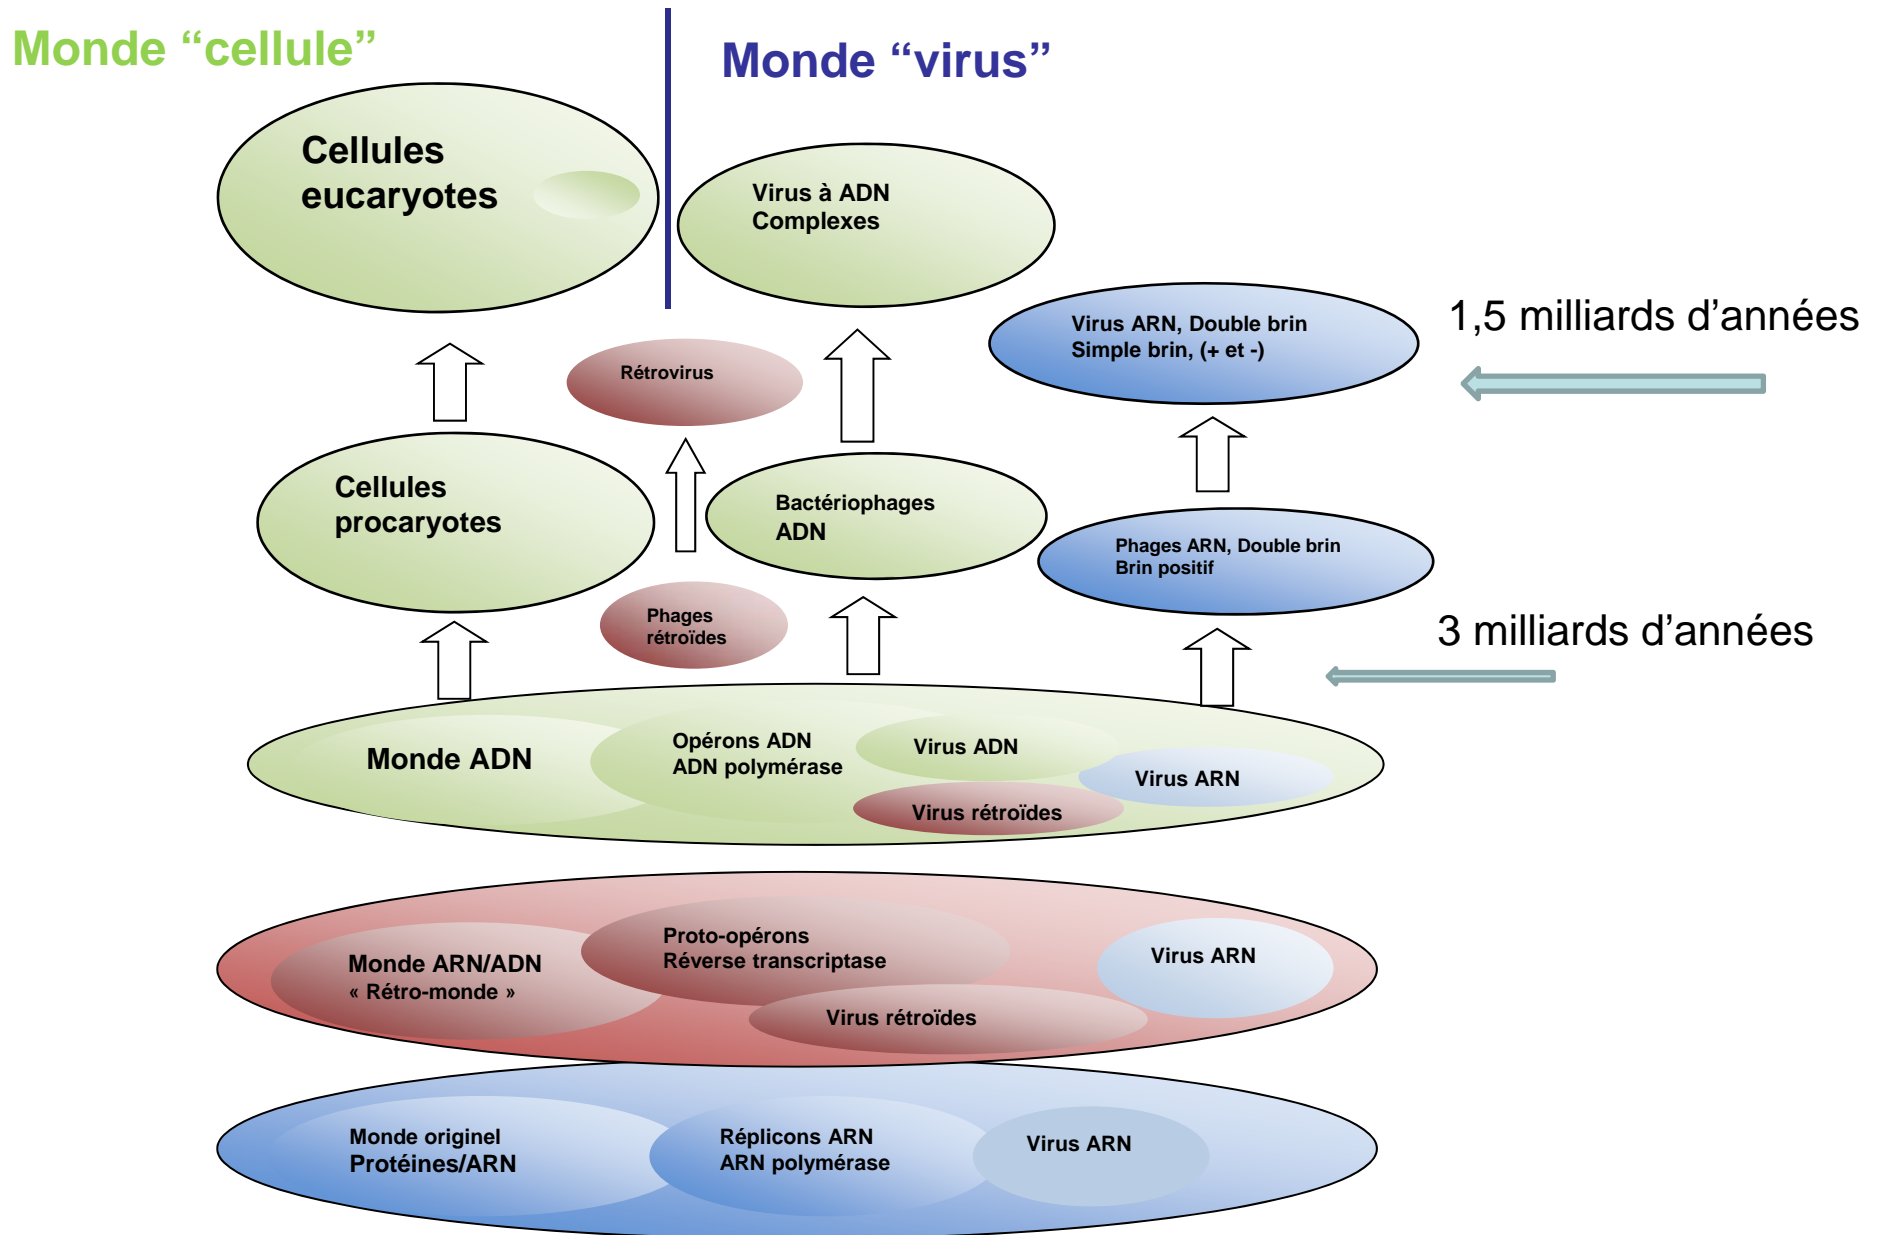 Monde “cellule”
Monde “virus”
Cellules
eucaryotes
Virus à ADN
Complexes
Virus ARN, Double brin
Simple brin, (+ et -)
1,5 milliards d’années
Rétrovirus
Cellules
procaryotes
Bactériophages
ADN
Phages ARN, Double brin
Brin positif
Phages
rétroïdes
3 milliards d’années
Monde ADN
Opérons ADN
ADN polymérase
Virus ADN
Virus ARN
Virus rétroïdes
Monde ARN/ADN
« Rétro-monde »
Proto-opérons
Réverse transcriptase
Virus ARN
Virus rétroïdes
Monde originel
Protéines/ARN
Réplicons ARN
ARN polymérase
Virus ARN